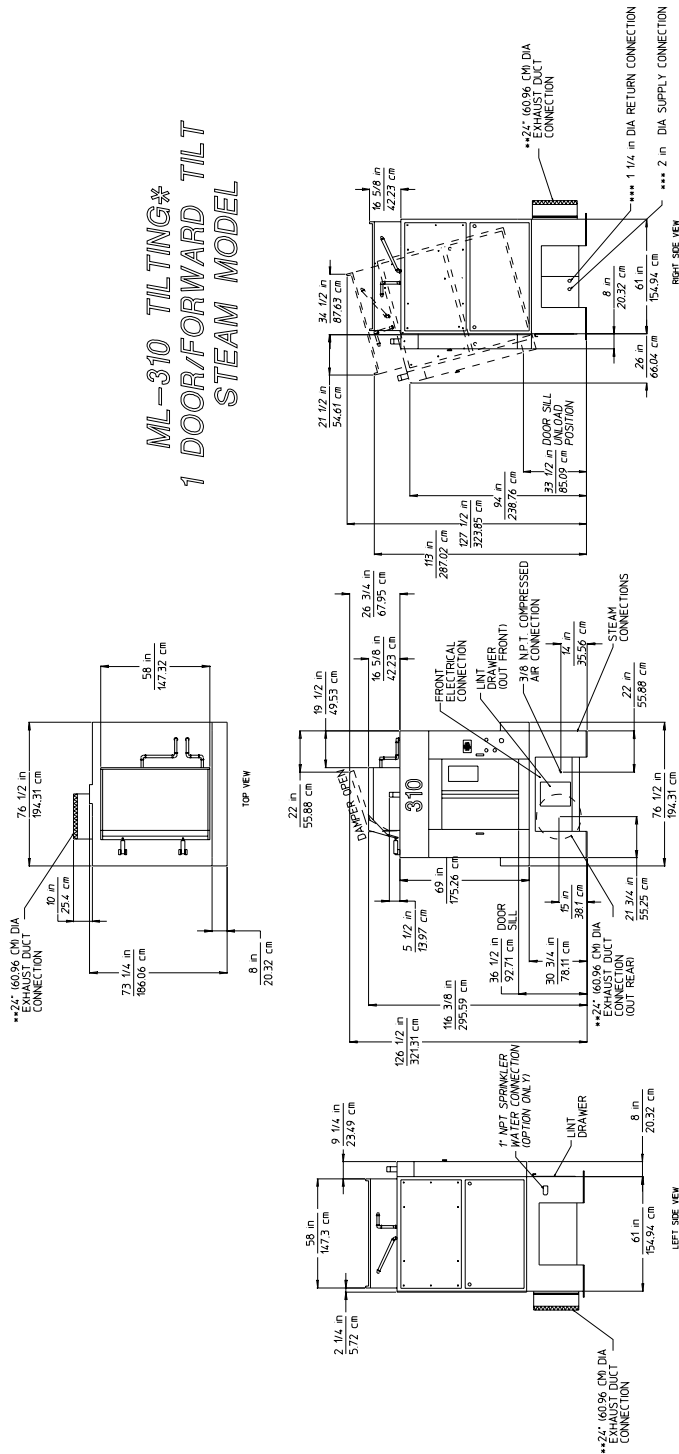 ML-310 TILTING*
1 DOOR/FORWARD TILT
STEAM MODEL
**24" (60.96 CM) DIA
EXHAUST DUCT
CONNECTION
76 1/2 in
194.31 cm
10 in
25.4 cm
73 1/4 in
186.06 cm
8 in
20.32 cm
58 in
147.32 cm
TOP VIEW
9 1/4 in
23.49 cm
58 in
147.3 cm
2 1/4 in
5.72 cm
1" NPT SPRINKLER
WATER CONNECTION
(OPTION ONLY)
LINT
DRAWER
8 in
20.32 cm
61 in
154.94 cm
**24" (60.96 CM) DIA
EXHAUST DUCT
CONNECTION
LEFT SIDE VIEW
22 in
55.88 cm
19 1/2 in
49.53 cm
16 5/8 in
42.23 cm
26 3/4 in
67.95 cm
DAMPER OPEN
310
5 1/2 in
13.97 cm
69 in
175.26 cm
126 1/2 in
321.31 cm
116 3/8 in
295.59 cm
36 1/2 in
92.71 cm
DOOR
SILL
30 3/4 in
78.11 cm
FRONT
ELECTRICAL
CONNECTION
LINT
DRAWER
(OUT FRONT)
3/8 N.P.T. COMPRESSED
AIR CONNECTION
14 in
35.56 cm
STEAM
CONNECTIONS
22 in
55.88 cm
76 1/2 in
194.31 cm
15 in
38.1 cm
21 3/4 in
55.25 cm
**24" (60.96 CM) DIA
EXHAUST DUCT
CONNECTION
(OUT REAR)
34 1/2 in
87.63 cm
16 5/8 in
42.23 cm
21 1/2 in
54.61 cm
113 in
287.02 cm
127 1/2 in
323.85 cm
94 in
238.76 cm
33 1/2 in
85.09 cm
DOOR SILL
UNLOAD
POSITION
26 in
66.04 cm
8 in
20.32 cm
61 in
154.94 cm
**24" (60.96 CM) DIA
EXHAUST DUCT
CONNECTION
*** 1 1/4 in DIA RETURN CONNECTION
*** 2 in DIA SUPPLY CONNECTION
RIGHT SIDE VIEW